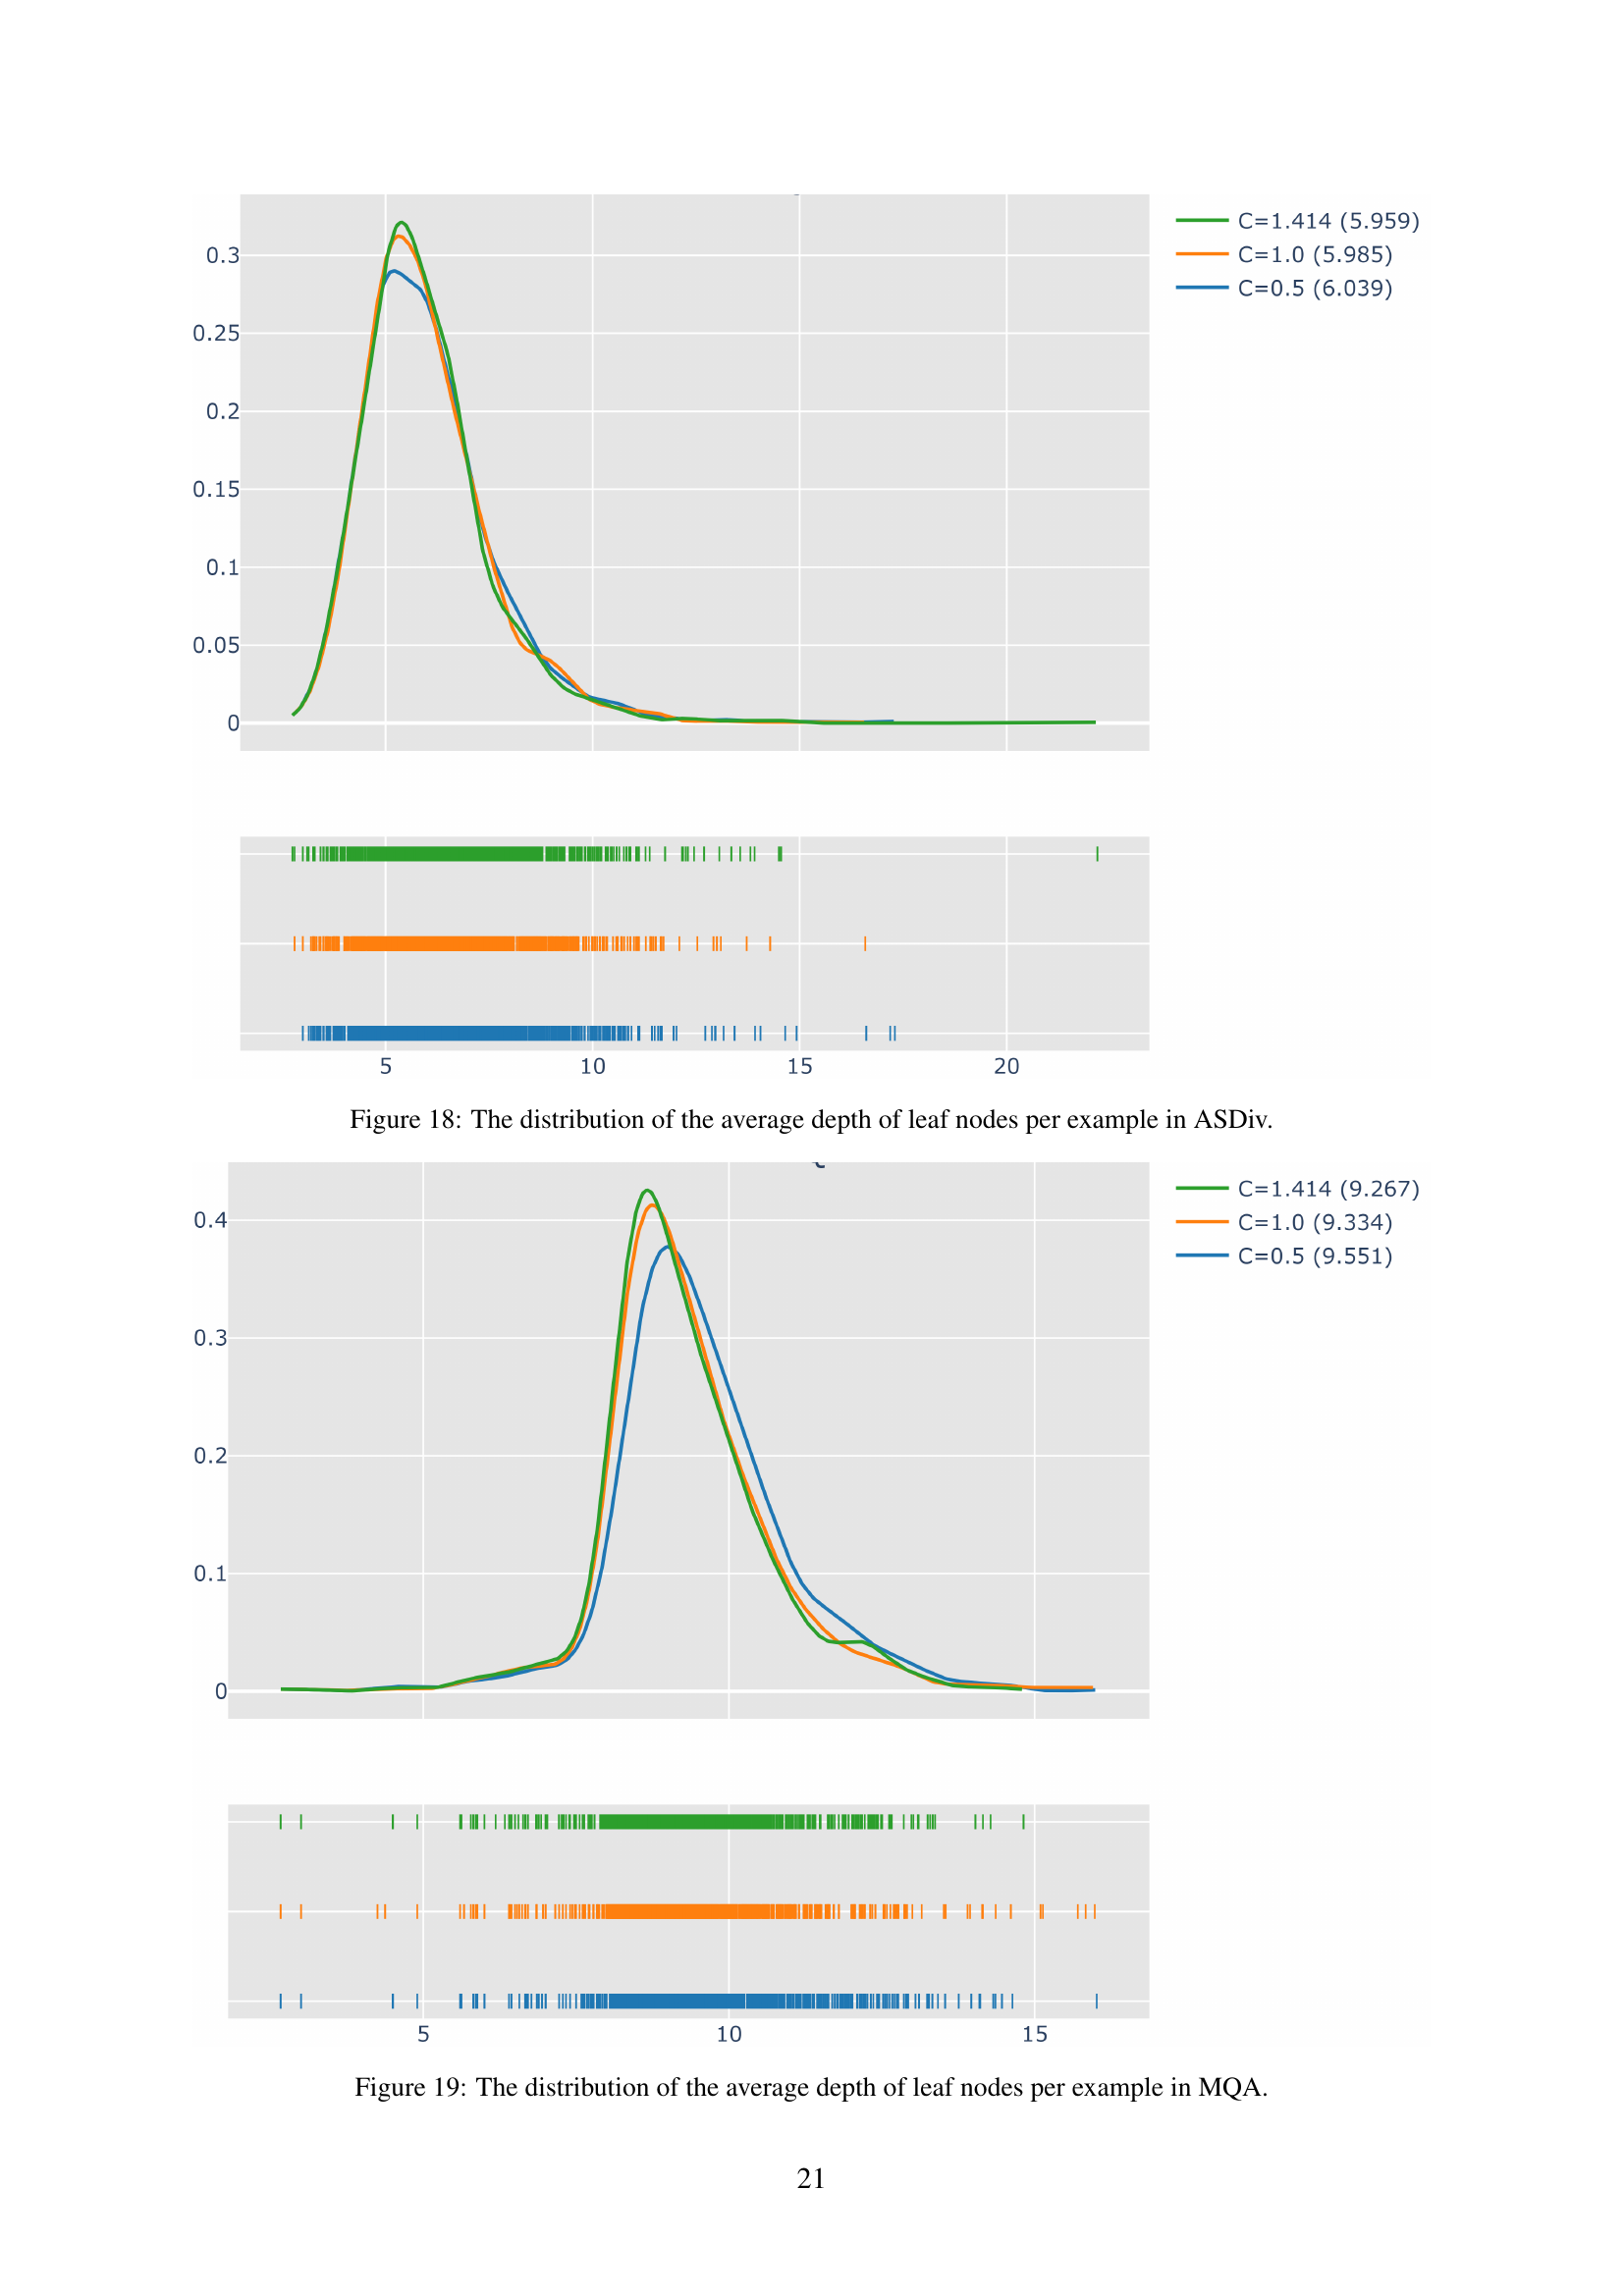 C=1.414 (5.959)
C=1.0 (5.985)
C=0.5 (6.039)
0.3
0.25
0.2
0.15
0.1
0.05
0
5 10 15 20
Figure 18: The distribution of the average depth of leaf nodes per example in ASDiv.
C=1.414 (9.267)
C=1.0 (9.334)
C=0.5 (9.551)
0.4
0.3
0.2
0.1
0
5 10 15
Figure 19: The distribution of the average depth of leaf nodes per example in MQA.
21